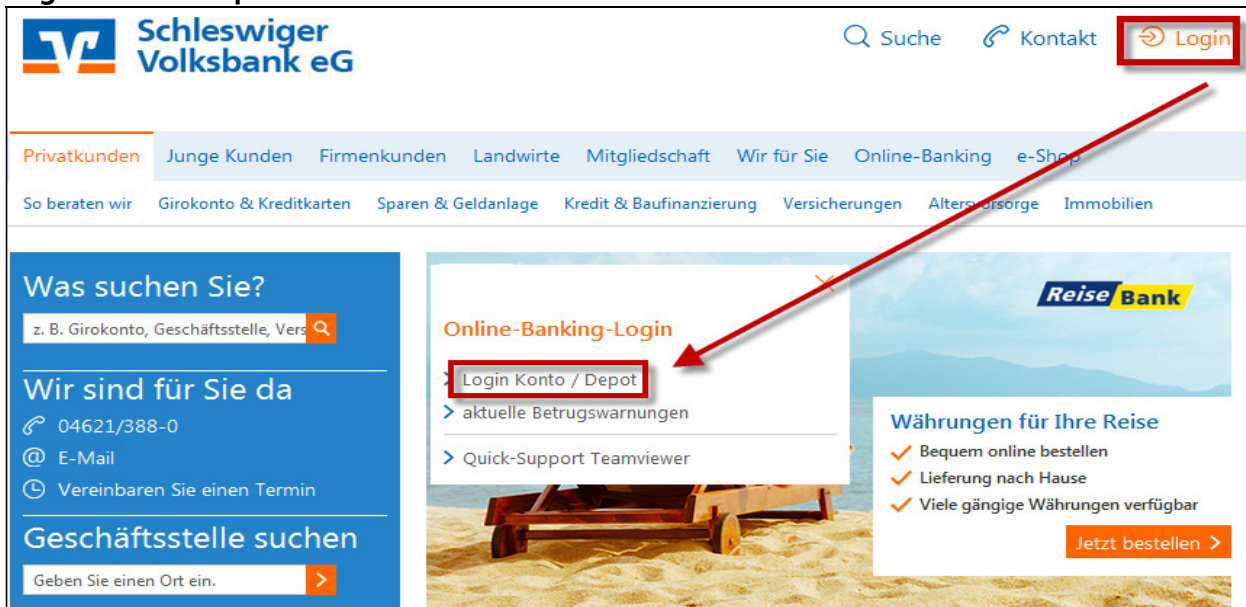 Schleswiger
Volksbank eG
Suche
Kontakt
Login
Privatkunden Junge Kunden Firmenkunden Landwirte Mitgliedschaft Wir für Sie Online-Banking e-Shop
So beraten wir Girokonto & Kreditkarten Sparen & Geldanlage Kredit & Baufinanzierung Versicherungen Altersvorsorge Immobilien
Was suchen Sie?
z. B. Girokonto, Geschäftsstelle, Vers
Wir sind für Sie da
04621/388-0
@ E-Mail
Vereinbaren Sie einen Termin
Geschäftsstelle suchen
Geben Sie einen Ort ein.
Online-Banking-Login
Login Konto / Depot
aktuelle Betrugswarnungen
Quick-Support Teamviewer
ReiseBank
Währungen für Ihre Reise
Bequem online bestellen
Lieferung nach Hause
Viele gängige Währungen verfügbar
Jetzt bestellen >